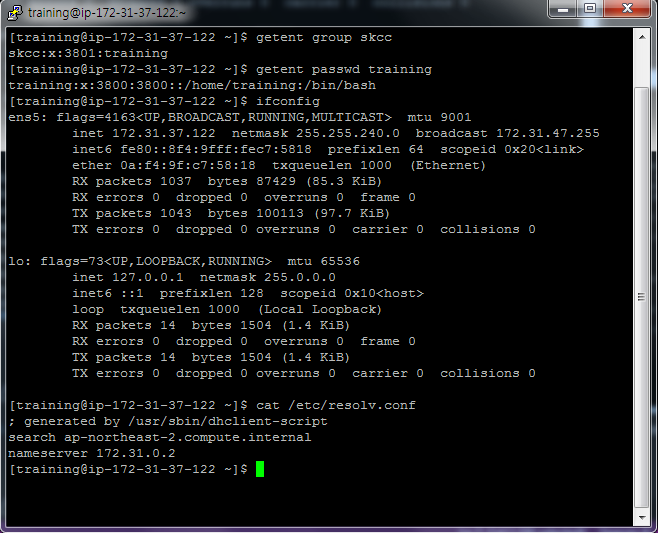 training@ip-172-31-37-122:~
[training@ip-172-31-37-122 ~]$ getent group skcc
skcc:x:3801:training
[training@ip-172-31-37-122 ~]$ getent passwd training
training:x:3800:3800::/home/training:/bin/bash
[training@ip-172-31-37-122 ~]$ ifconfig
ens5: flags=4163<UP,BROADCAST,RUNNING,MULTICAST>  mtu 9001
        inet 172.31.37.122  netmask 255.255.240.0  broadcast 172.31.47.255
        inet6 fe80::8f4:9fff:fec7:5818  prefixlen 64  scopeid 0x20<link>
        ether 0a:f4:9f:c7:58:18  txqueuelen 1000  (Ethernet)
        RX packets 1037  bytes 87429 (85.3 KiB)
        RX errors 0  dropped 0  overruns 0  frame 0
        TX packets 1043  bytes 100113 (97.7 KiB)
        TX errors 0  dropped 0 overruns 0  carrier 0  collisions 0

lo: flags=73<UP,LOOPBACK,RUNNING>  mtu 65536
        inet 127.0.0.1  netmask 255.0.0.0
        inet6 ::1  prefixlen 128  scopeid 0x10<host>
        loop  txqueuelen 1000  (Local Loopback)
        RX packets 14  bytes 1504 (1.4 KiB)
        RX errors 0  dropped 0  overruns 0  frame 0
        TX packets 14  bytes 1504 (1.4 KiB)
        TX errors 0  dropped 0 overruns 0  carrier 0  collisions 0

[training@ip-172-31-37-122 ~]$ cat /etc/resolv.conf
; generated by /usr/sbin/dhclient-script
search ap-northeast-2.compute.internal
nameserver 172.31.0.2
[training@ip-172-31-37-122 ~]$